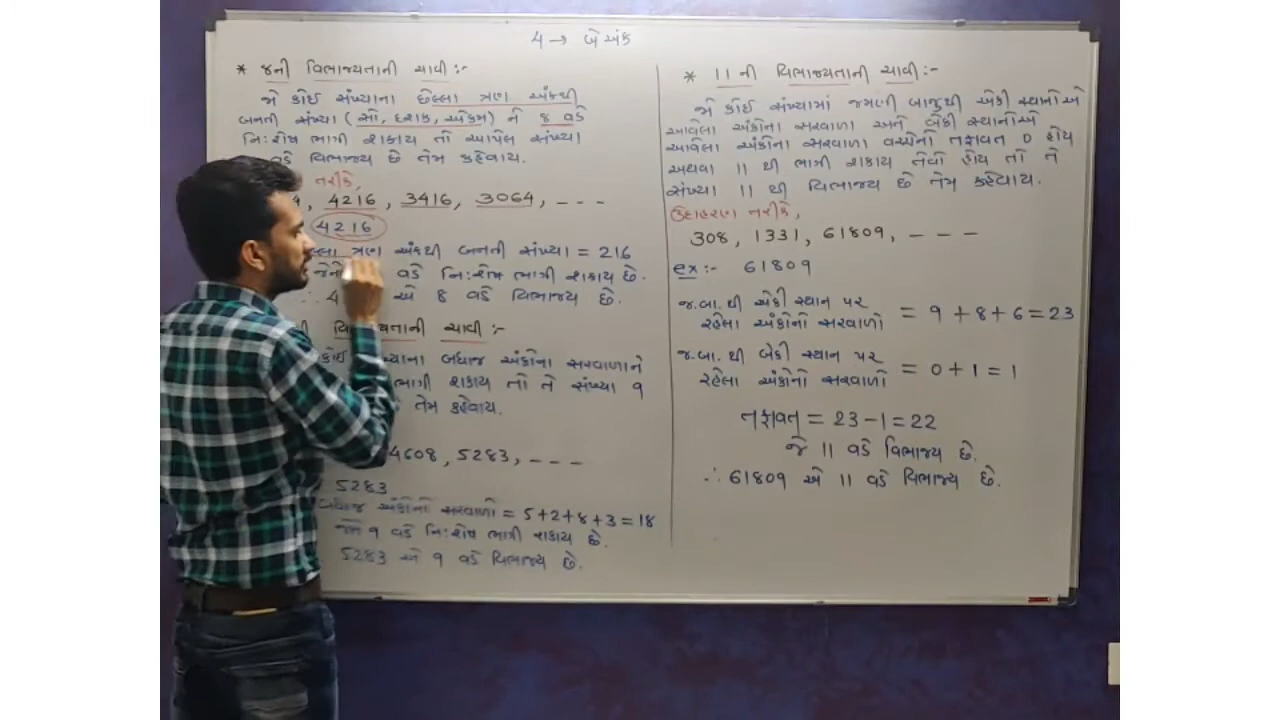 4 → બે અંક
* 8ની વિભાજ્યતાની ચાવી :-
જો કોઈ સંખ્યાના છેલ્લા ત્રણ અંકથી
બનતી સંખ્યા (સો, દશક, એકમ) ને 8 વડે
નિ:શેષ ભાગી શકાય તો આપેલ સંખ્યા
વડે વિભાજ્ય છે તેમ કહેવાય.
તરીકે,
4216, 3416, 3064, - - -
4216
ત્રણ અંકથી બનતી સંખ્યા = 216
વડે નિ:શેષ ભાગી શકાય છે.
એ 8 વડે વિભાજ્ય છે.
વિભાજ્યતાની ચાવી :-
કોઈ સંખ્યાના બધાજ અંકોના સરવાળાને
ભાગી શકાય તો તે સંખ્યા 9
તેમ કહેવાય.
4608, 5283, - - -
5283
બધાજ અંકોનો સરવાળો = 5+2+8+3 = 18
જેને 9 વડે નિ:શેષ ભાગી શકાય છે.
5283 એ 9 વડે વિભાજ્ય છે.
* 11 ની વિભાજ્યતાની ચાવી :-
જો કોઈ સંખ્યામાં જમણી બાજુથી એકી સ્થાનોએ
આવેલા અંકોના સરવાળા અને બેકી સ્થાનોએ
આવેલા અંકોના સરવાળા વચ્ચેનો તફાવત 0 હોય
અથવા 11 થી ભાગી શકાય તેવો હોય તો તે
સંખ્યા 11 થી વિભાજ્ય છે તેમ કહેવાય.
ઉદાહરણ તરીકે,
308, 1331, 61809, - - -
ex :- 61809
જ.બા. થી એકી સ્થાન પર
રહેલા અંકોનો સરવાળો = 9 + 8 + 6 = 23
જ.બા. થી બેકી સ્થાન પર
રહેલા અંકોનો સરવાળો = 0 + 1 = 1
તફાવત = 23 - 1 = 22
જે 11 વડે વિભાજ્ય છે.
∴ 61809 એ 11 વડે વિભાજ્ય છે.